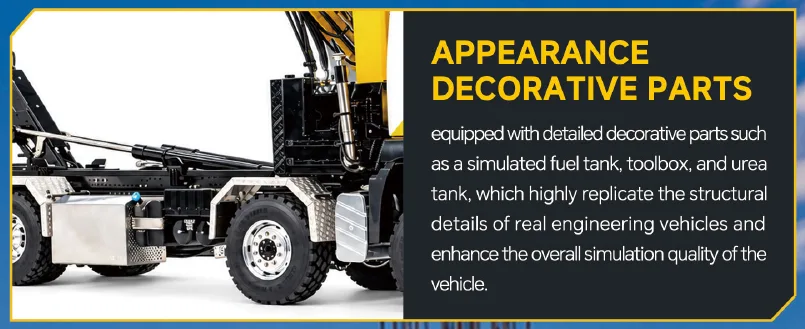 APPEARANCE
DECORATIVE PARTS
equipped with detailed decorative parts such
as a simulated fuel tank, toolbox, and urea
tank, which highly replicate the structural
details of real engineering vehicles and
enhance the overall simulation quality of the
vehicle.